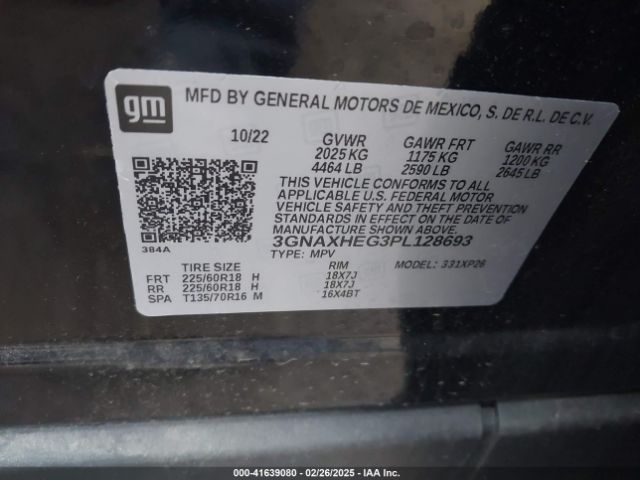 gm
MFD BY GENERAL MOTORS DE MEXICO, S. DE R.L. DE C.V.
10/22 GVWR GAWR FRT GAWR RR
2025 KG 1175 KG 1200 KG
4464 LB 2590 LB 2645 LB
THIS VEHICLE CONFORMS TO ALL
APPLICABLE U.S. FEDERAL MOTOR
VEHICLE SAFETY AND BUMPER
STANDARDS IN EFFECT ON THE DATE OF
MANUFACTURE SHOWN ABOVE.
3GNAXHEG3PL128693
384A
TYPE: MPV MODEL: 331XP26
TIRE SIZE RIM
FRT 225/60R18 H 18X7J
RR 225/60R18 H 18X7J
SPA T135/70R16 M 16X4BT
© - 41639080 - 02/26/2025 - IAA Inc.